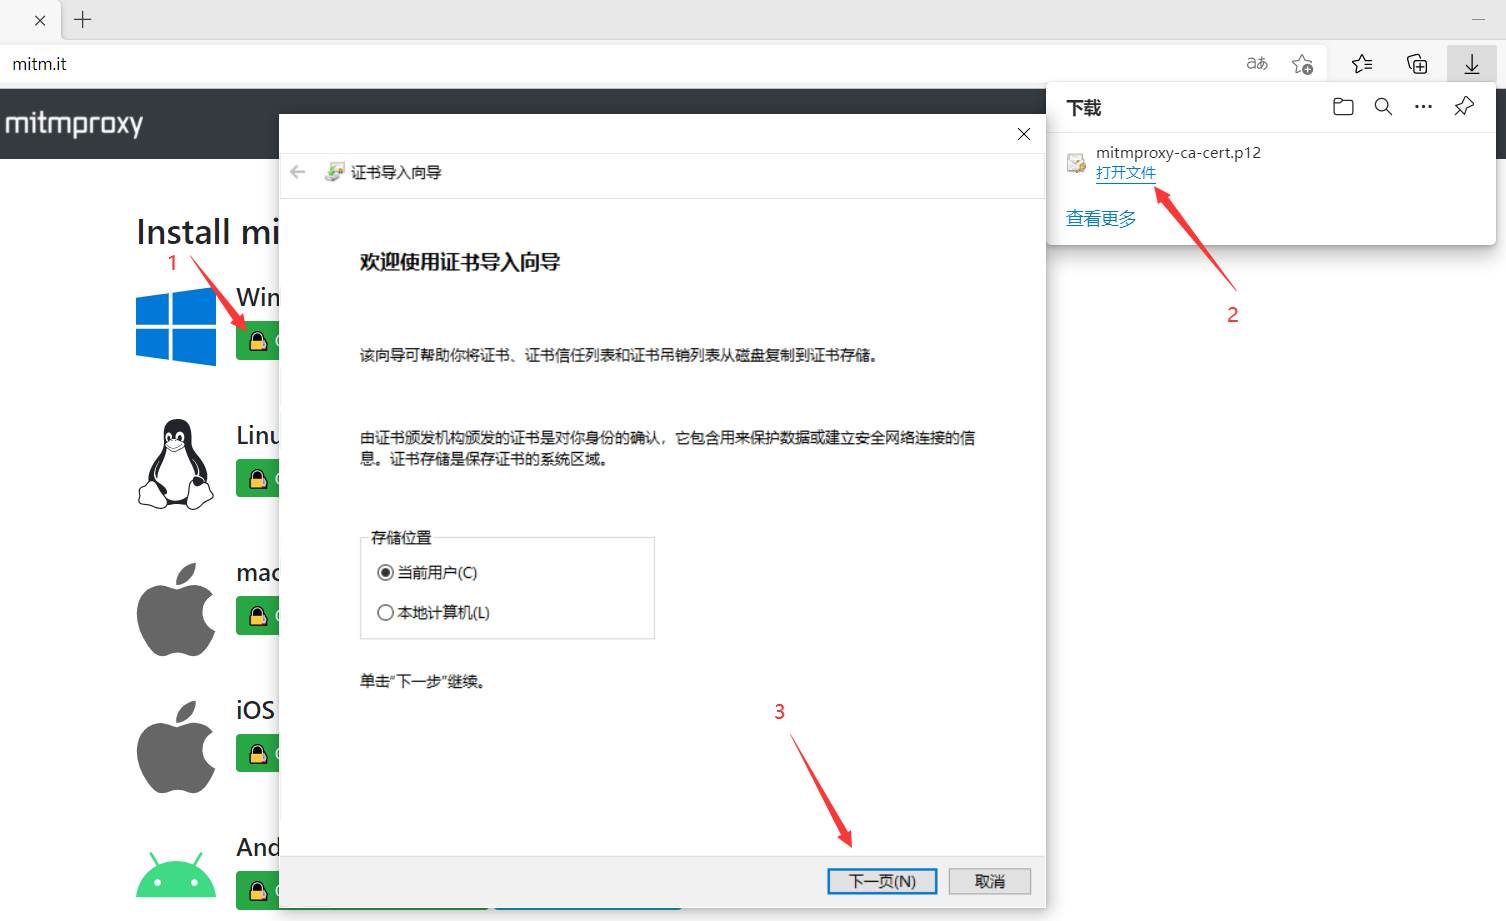 mitm.it
aあ
下载
mitmproxy
mitmproxy-ca-cert.p12
打开文件
查看更多
证书导入向导
Install mi
欢迎使用证书导入向导
1
Win
2
该向导可帮助你将证书、证书信任列表和证书吊销列表从磁盘复制到证书存储。
Linu
由证书颁发机构颁发的证书是对你身份的确认，它包含用来保护数据或建立安全网络连接的信
息。证书存储是保存证书的系统区域。
存储位置
当前用户(C)
mac
本地计算机(L)
单击“下一步”继续。
iOS
3
And
下一页(N)
取消